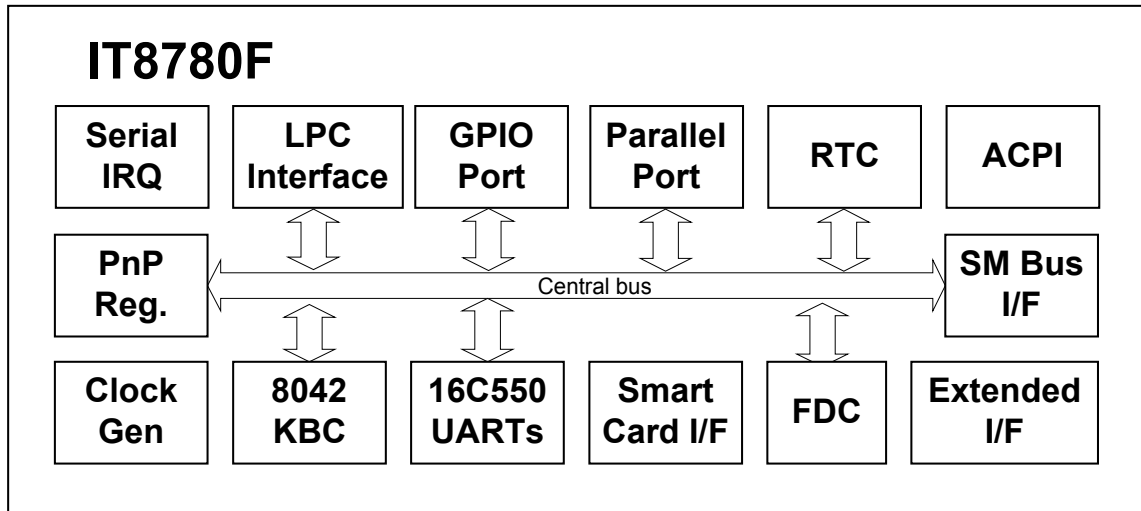 IT8780F
Serial
IRQ
LPC
Interface
GPIO
Port
Parallel
Port
RTC
ACPI
PnP
Reg.
Central bus
SM Bus
I/F
Clock
Gen
8042
KBC
16C550
UARTs
Smart
Card I/F
FDC
Extended
I/F